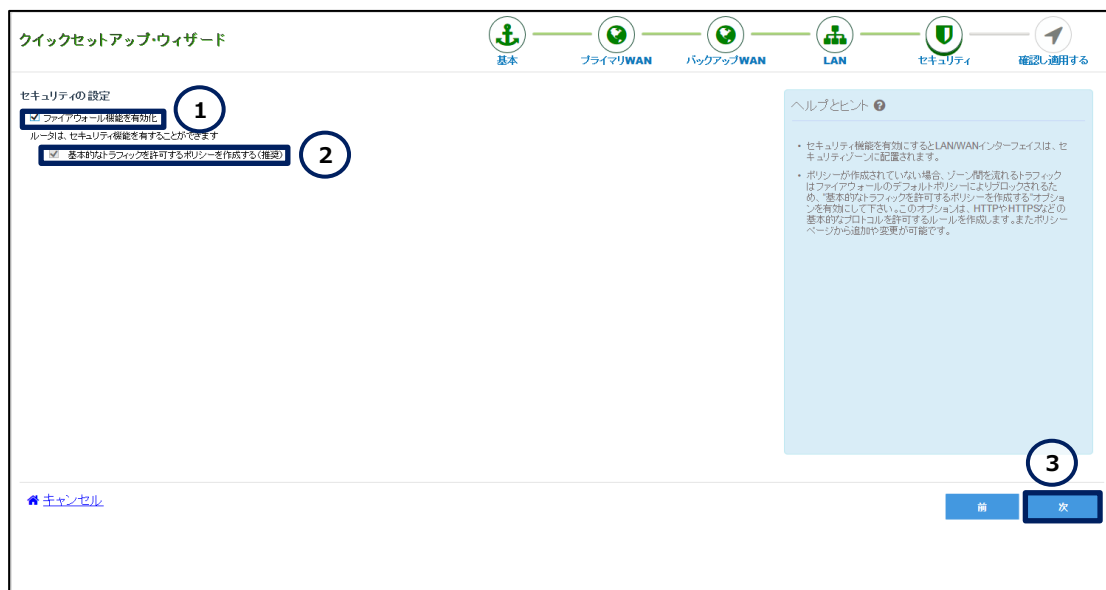 クイックセットアップ・ウィザード
基本
プライマリWAN
バックアップWAN
LAN
セキュリティ
確認し適用する
セキュリティの設定
ファイアウォール機能を有効化
1
ルータは、セキュリティ機能を有することができます
基本的なトラフィックを許可するポリシーを作成する(推奨)
2
ヘルプとヒント
• セキュリティ機能を有効にするとLAN/WANインターフェイスは、セ
キュリティゾーンに配置されます。
• ポリシーが作成されていない場合、ゾーン間を流れるトラフィック
はファイアウォールのデフォルトポリシーによりブロックされるた
め、"基本的なトラフィックを許可するポリシーを作成する"オプショ
ンを有効にして下さい。このオプションは、HTTPやHTTPSなどの
基本的なプロトコルを許可するルールを作成します。またポリシー
ページから追加や変更が可能です。
3
キャンセル
前
次